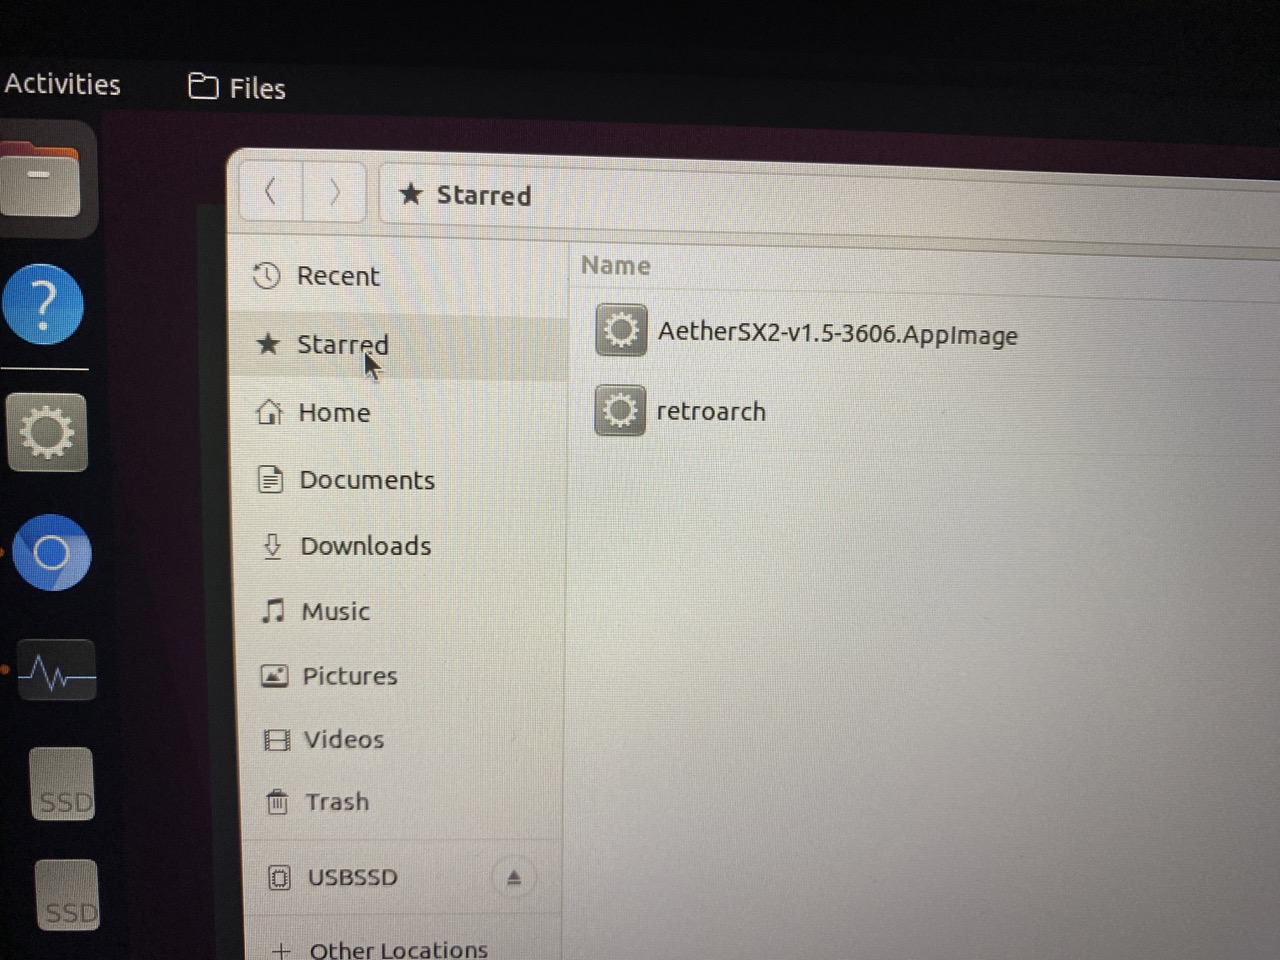 Activities
Files
Starred
Name
Recent
AetherSX2-v1.5-3606.AppImage
Starred
retroarch
Home
Documents
Downloads
Music
Pictures
Videos
Trash
USBSSD
Other Locations
?
SSD
SSD